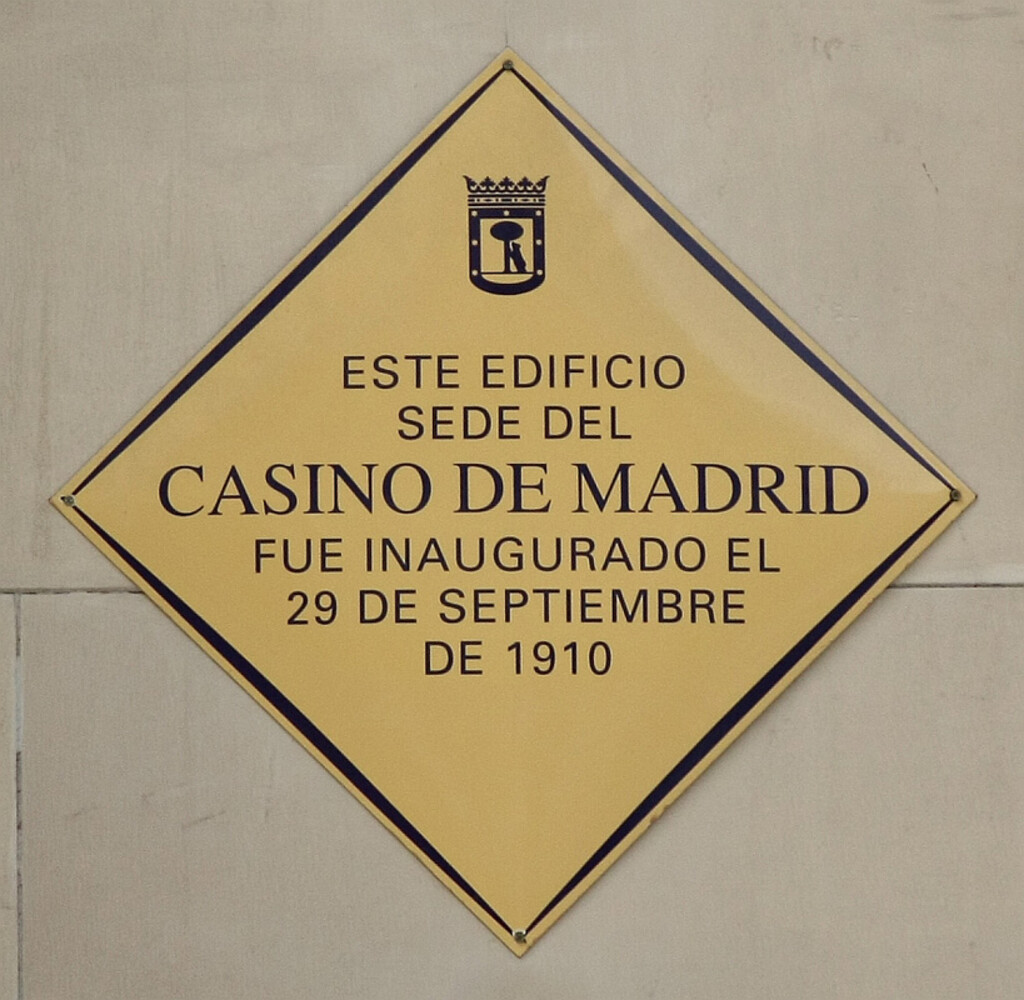 ESTE EDIFICIO
SEDE DEL
CASINO DE MADRID
FUE INAUGURADO EL
29 DE SEPTIEMBRE
DE 1910